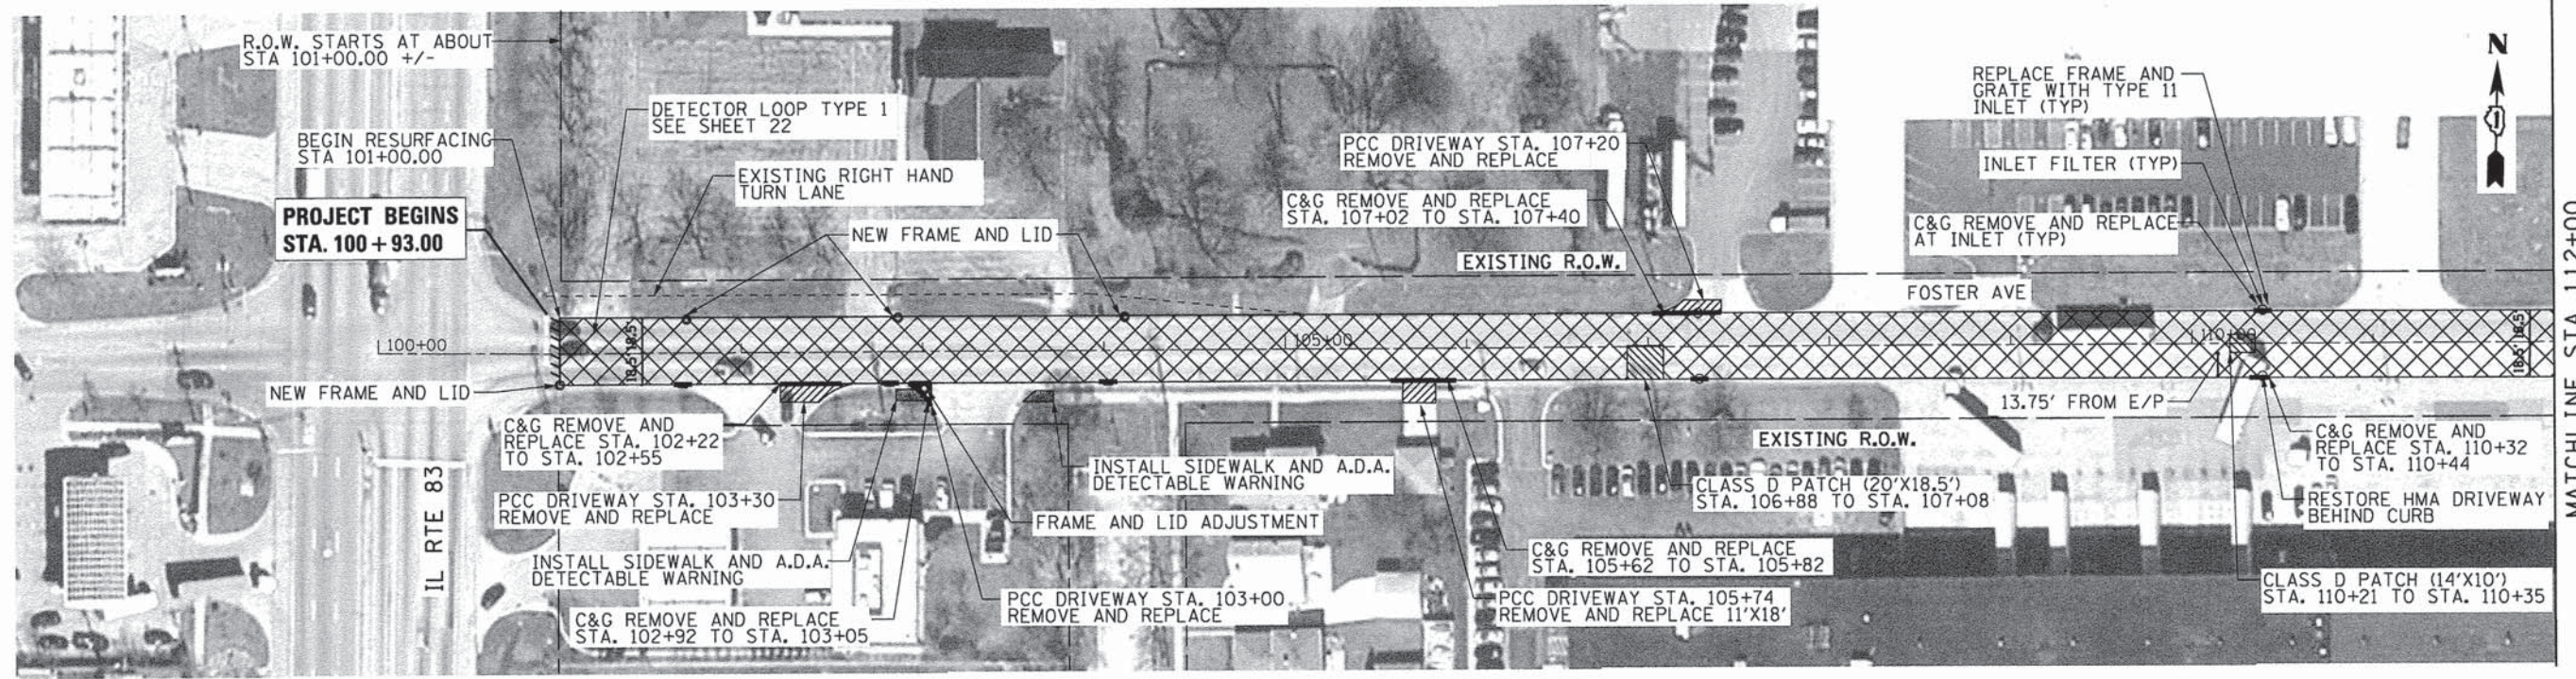 R.O.W. STARTS AT ABOUT
STA 101+00.00 +/-
BEGIN RESURFACING
STA 101+00.00
PROJECT BEGINS
STA. 100+93.00
DETECTOR LOOP TYPE 1
SEE SHEET 22
EXISTING RIGHT HAND
TURN LANE
NEW FRAME AND LID
PCC DRIVEWAY STA. 107+20
REMOVE AND REPLACE
C&G REMOVE AND REPLACE
STA. 107+02 TO STA. 107+40
EXISTING R.O.W.
REPLACE FRAME AND
GRATE WITH TYPE 11
INLET (TYP)
INLET FILTER (TYP)
C&G REMOVE AND REPLACE
AT INLET (TYP)
FOSTER AVE
N
MATCHLINE STA 112+00
100+00
18.5' 18.5'
105+00
110+00
18.5' 18.5'
NEW FRAME AND LID
IL RTE 83
C&G REMOVE AND
REPLACE STA. 102+22
TO STA. 102+55
PCC DRIVEWAY STA. 103+30
REMOVE AND REPLACE
INSTALL SIDEWALK AND A.D.A.
DETECTABLE WARNING
C&G REMOVE AND REPLACE
STA. 102+92 TO STA. 103+05
INSTALL SIDEWALK AND A.D.A.
DETECTABLE WARNING
FRAME AND LID ADJUSTMENT
PCC DRIVEWAY STA. 103+00
REMOVE AND REPLACE
CLASS D PATCH (20'X18.5')
STA. 106+88 TO STA. 107+08
C&G REMOVE AND REPLACE
STA. 105+62 TO STA. 105+82
PCC DRIVEWAY STA. 105+74
REMOVE AND REPLACE 11'X18'
EXISTING R.O.W.
13.75' FROM E/P
C&G REMOVE AND
REPLACE STA. 110+32
TO STA. 110+44
RESTORE HMA DRIVEWAY
BEHIND CURB
CLASS D PATCH (14'X10')
STA. 110+21 TO STA. 110+35